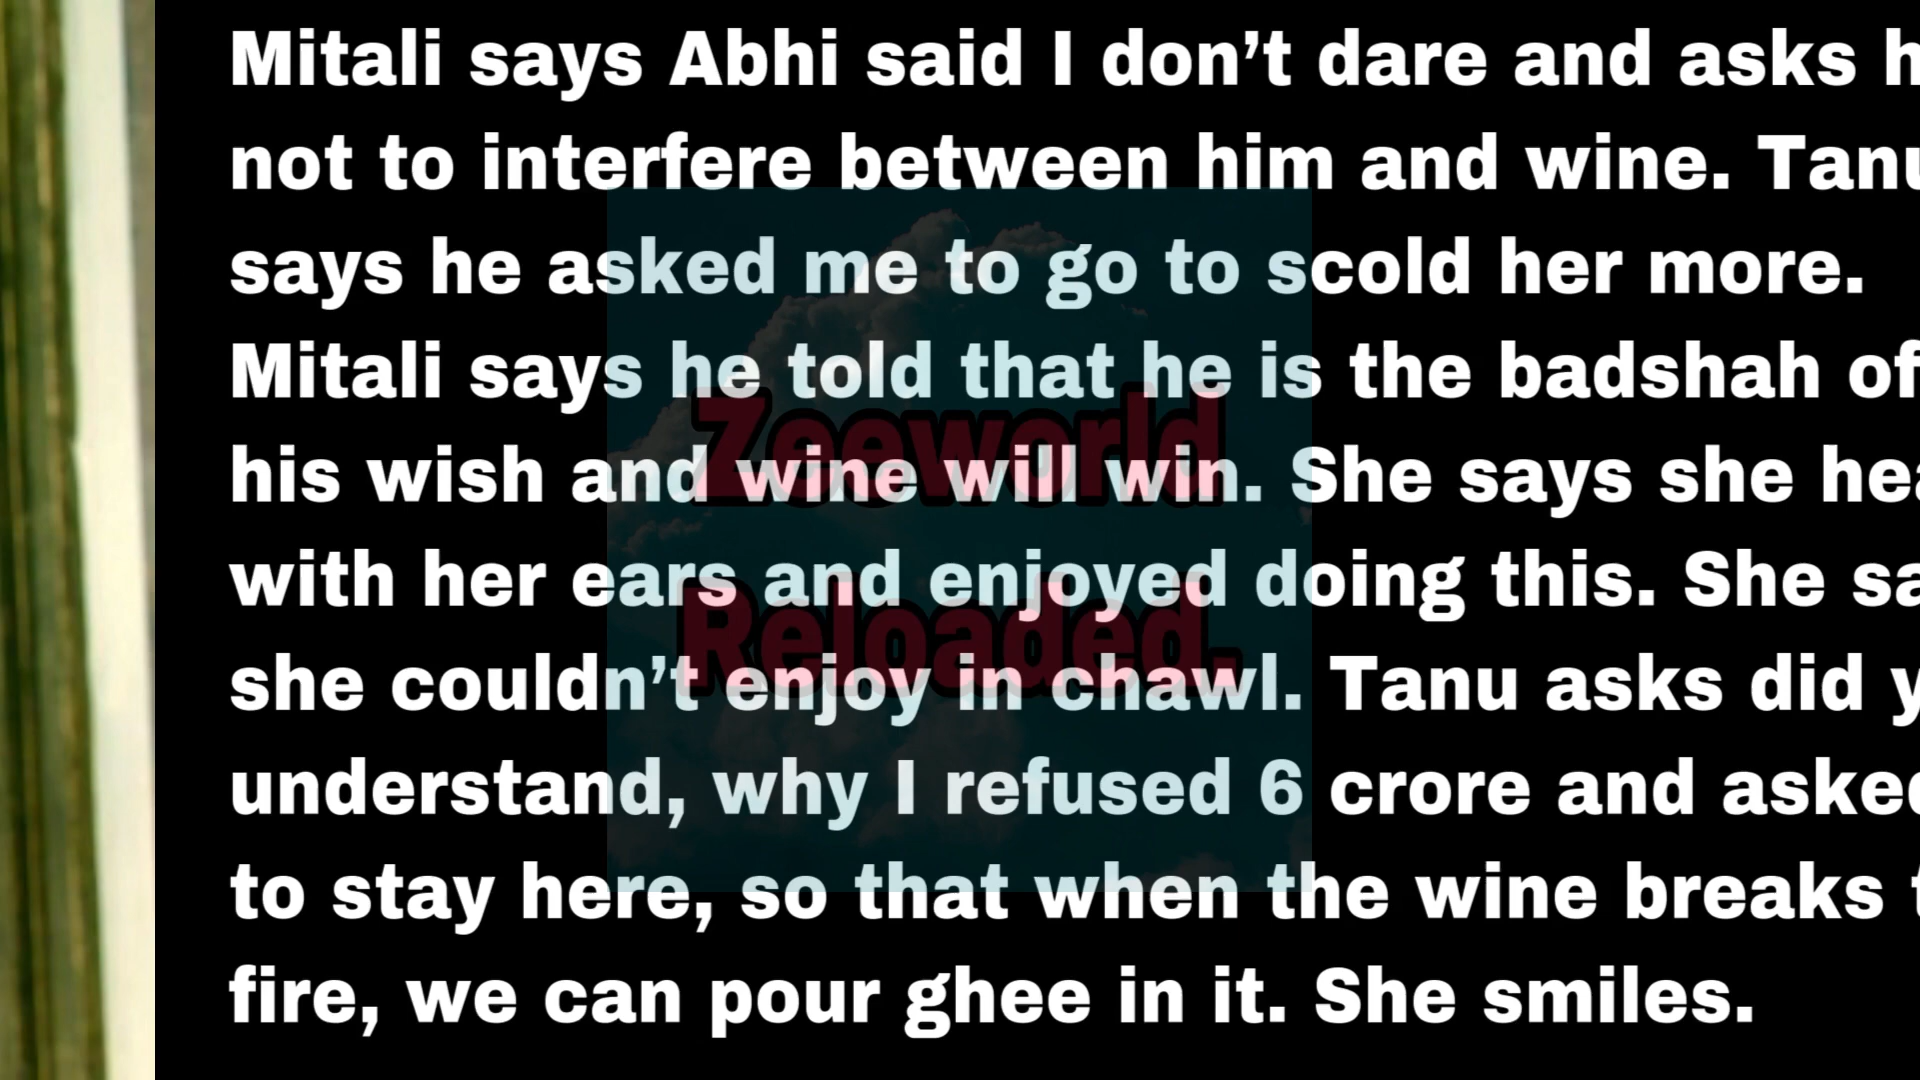 Mitali says Abhi said I don’t dare and asks
not to interfere between him and wine. Tanu
says he asked me to go to scold her more.
Mitali says he told that he is the badshah of
his wish and wine will win. She says she
with her ears and enjoyed doing this. She
she couldn’t enjoy in chawl. Tanu asks did
understand, why I refused 6 crore and asked
to stay here, so that when the wine breaks
fire, we can pour ghee in it. She smiles.
Zeeworld
Reloaded.